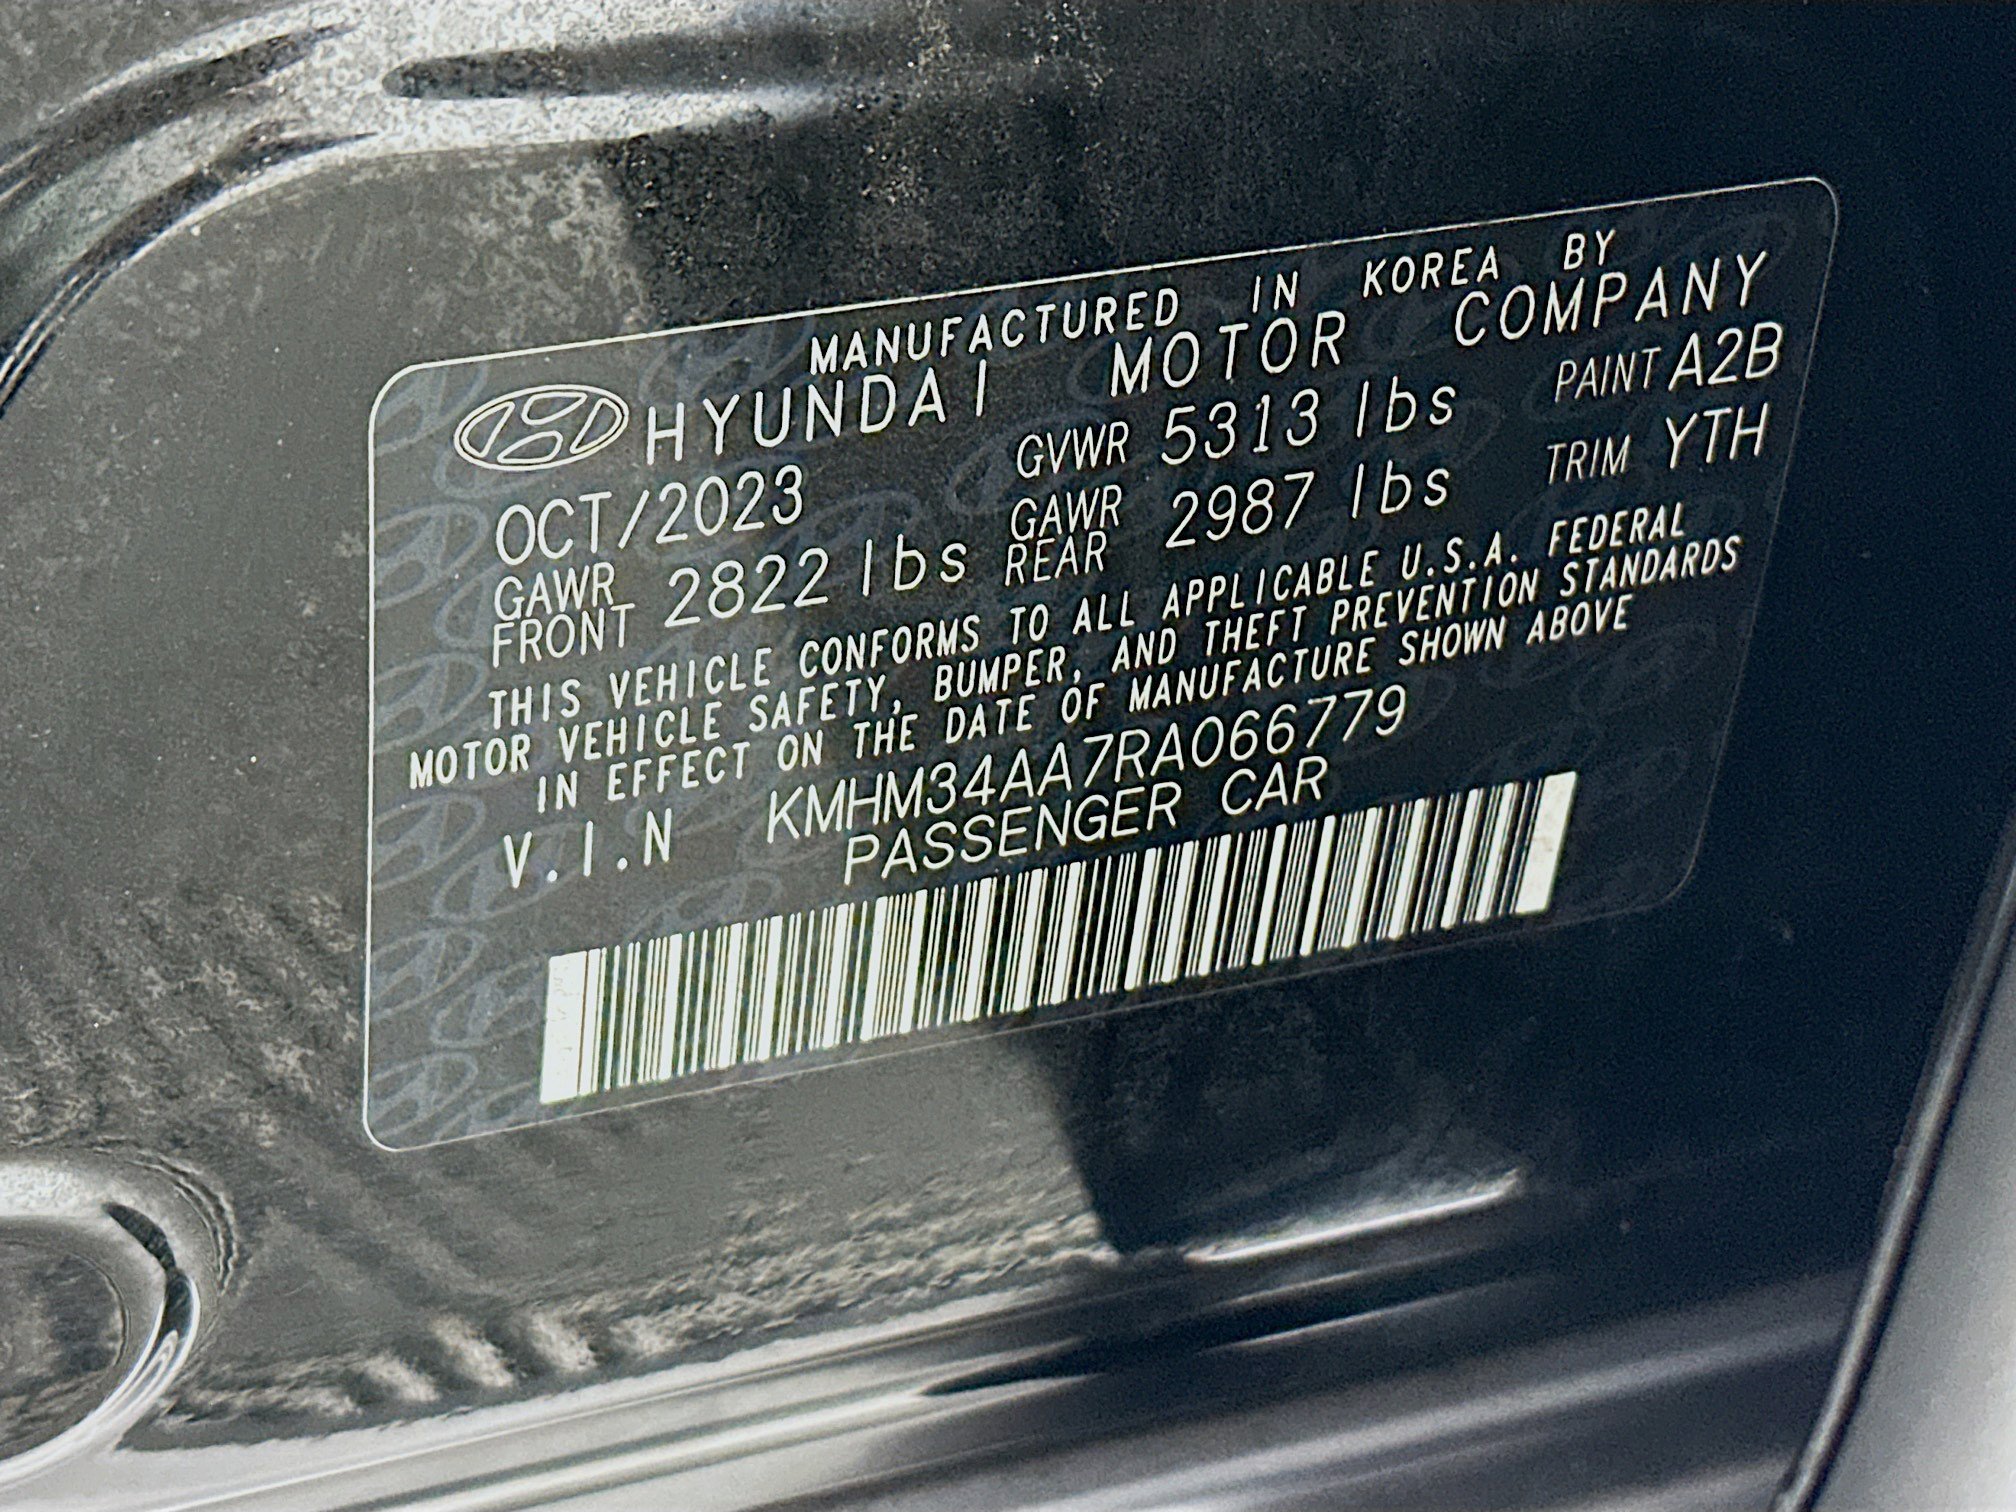 MANUFACTURED IN KOREA BY
HYUNDAI MOTOR COMPANY
OCT/2023 GVWR 5313 lbs PAINT A2B
GAWR FRONT 2822 lbs GAWR REAR 2987 lbs TRIM YTH
THIS VEHICLE CONFORMS TO ALL APPLICABLE U.S.A. FEDERAL
MOTOR VEHICLE SAFETY, BUMPER, AND THEFT PREVENTION STANDARDS
IN EFFECT ON THE DATE OF MANUFACTURE SHOWN ABOVE
V.I.N KMHM34AA7RA066779
PASSENGER CAR